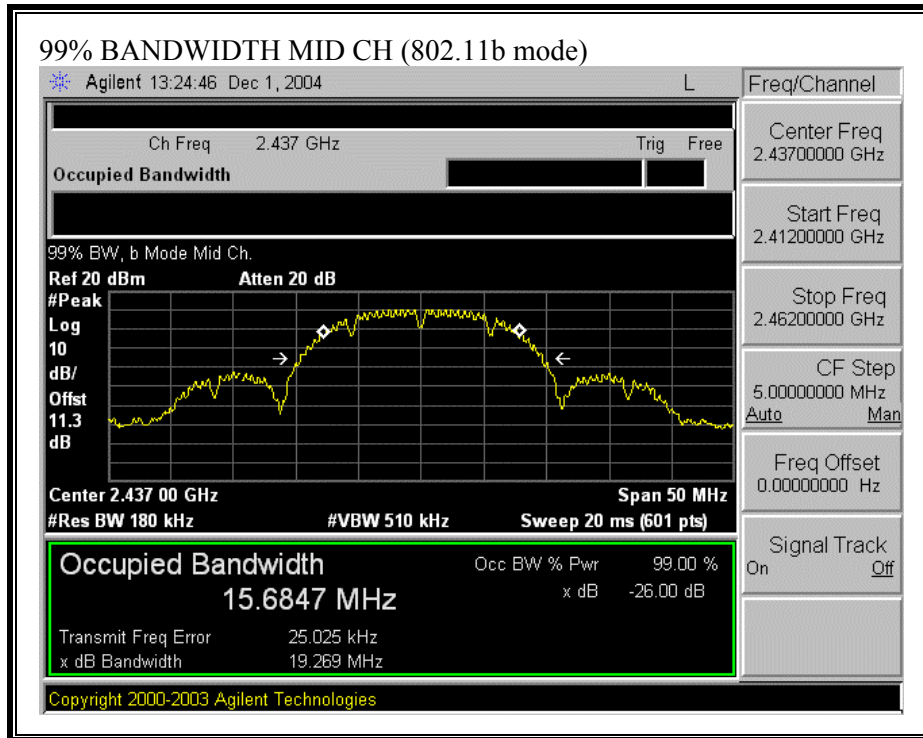 99% BANDWIDTH MID CH (802.11b mode)
Agilent 13:24:46 Dec 1, 2004 L
Freq/Channel
Ch Freq 2.437 GHz Trig Free
Occupied Bandwidth
Center Freq
2.43700000 GHz
Start Freq
2.41200000 GHz
Stop Freq
2.46200000 GHz
CF Step
5.00000000 MHz
Auto Man
Freq Offset
0.00000000 Hz
Signal Track
On Off
99% BW, b Mode Mid Ch.
Ref 20 dBm Atten 20 dB
#Peak
Log
10
dB/
Offst
11.3
dB
Center 2.437 00 GHz Span 50 MHz
#Res BW 180 kHz #VBW 510 kHz Sweep 20 ms (601 pts)
Occupied Bandwidth Occ BW % Pwr 99.00 %
15.6847 MHz x dB -26.00 dB
Transmit Freq Error 25.025 kHz
x dB Bandwidth 19.269 MHz
Copyright 2000-2003 Agilent Technologies